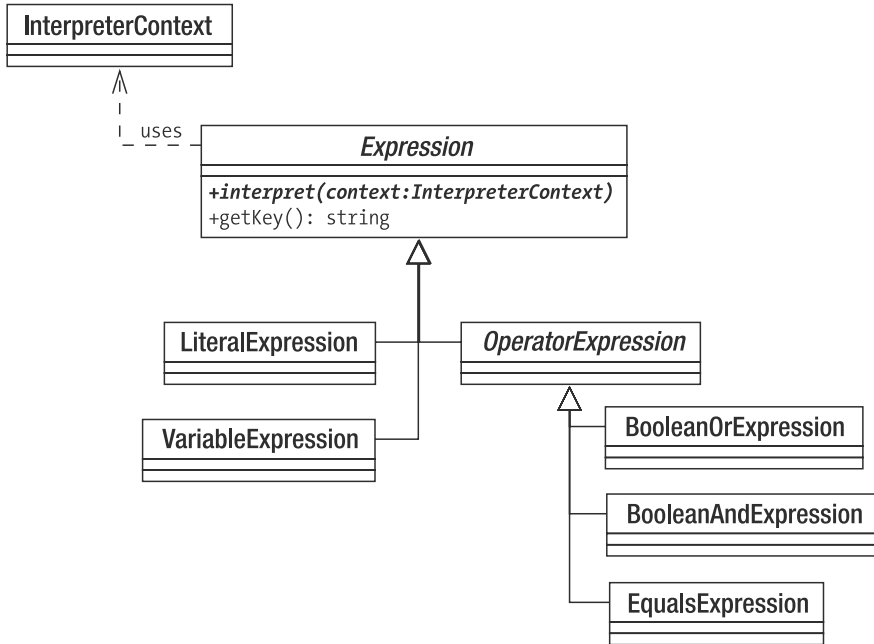 InterpreterContext
uses
Expression
+interpret(context:InterpreterContext)
+getKey(): string
LiteralExpression
OperatorExpression
VariableExpression
BooleanOrExpression
BooleanAndExpression
EqualsExpression